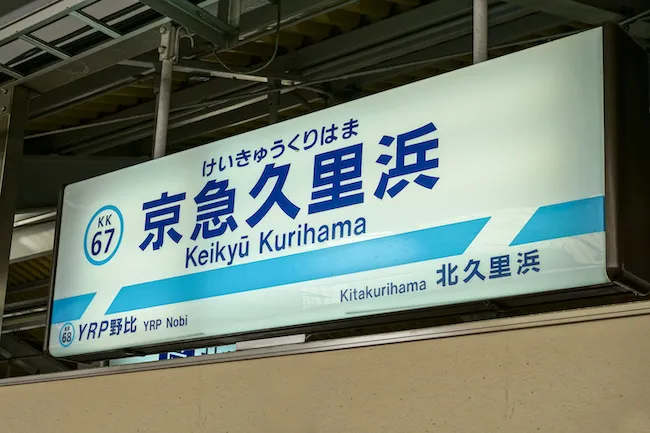 けいきゅうくりはま
KK
67
京急久里浜
Keikyū Kurihama
KK
68
YRP野比 YRP Nobi
Kitakurihama 北久里浜